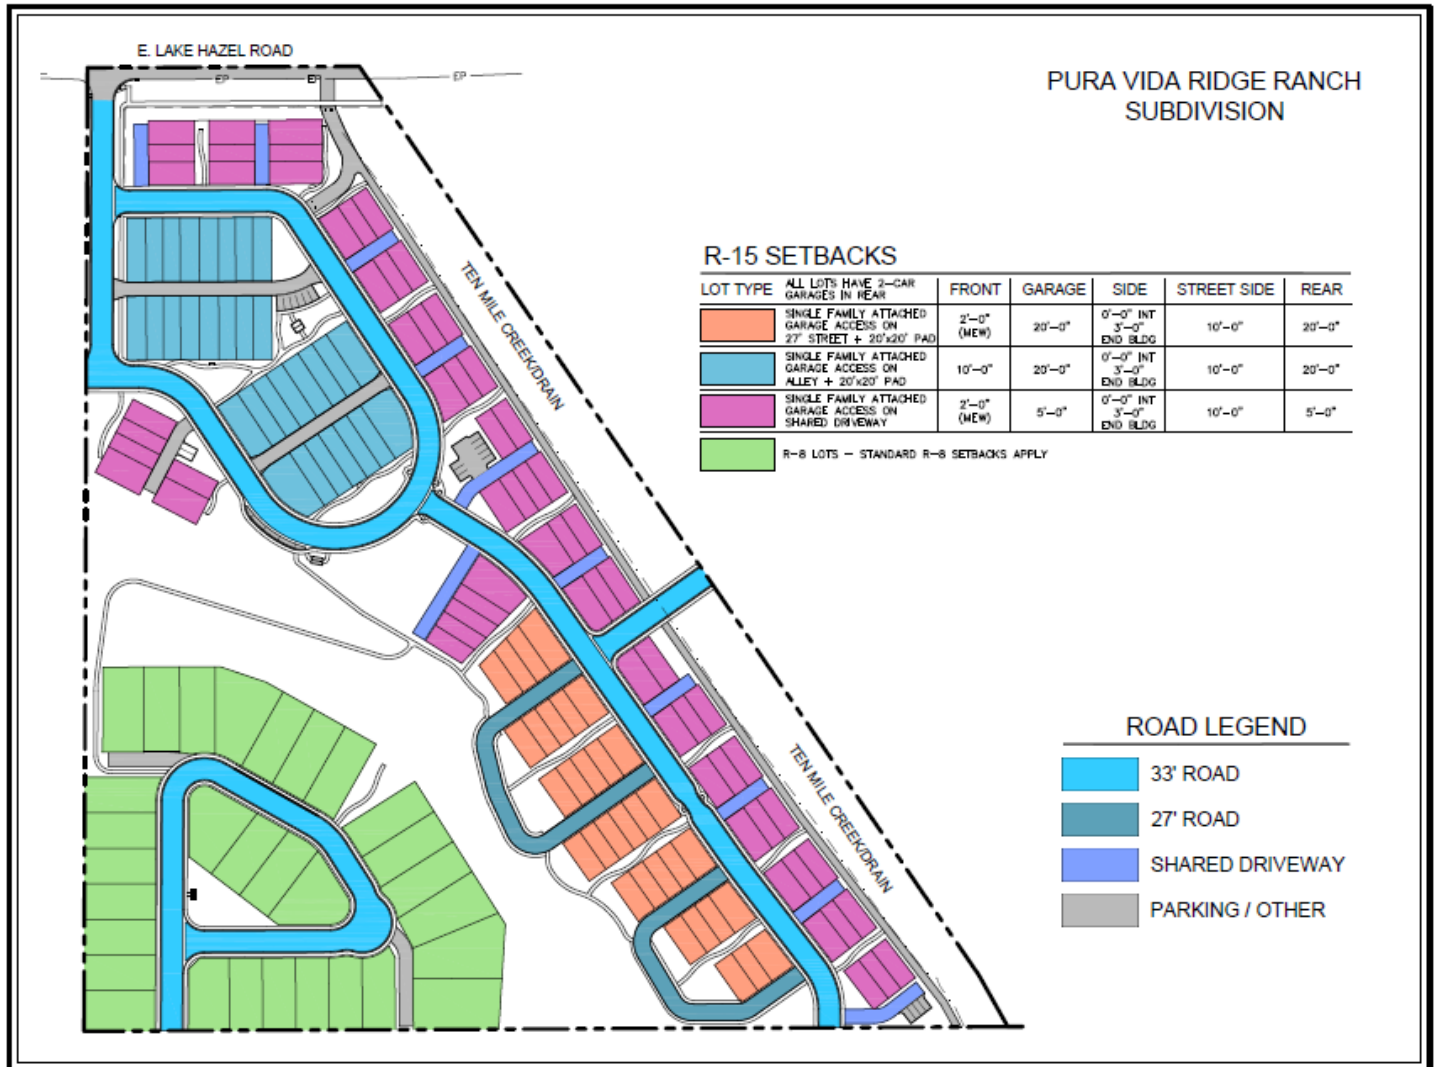 E. LAKE HAZEL ROAD
EP
EP
EP
PURA VIDA RIDGE RANCH
SUBDIVISION
TEN MILE CREEK/DRAIN
TEN MILE CREEK/DRAIN
R-15 SETBACKS
LOT TYPE ALL LOTS HAVE 2-CAR GARAGES IN REAR FRONT GARAGE SIDE STREET SIDE REAR
SINGLE FAMILY ATTACHED
GARAGE ACCESS ON
27' STREET + 20'x20' PAD
2'-0"
(MEW)
20'-0"
0'-0" INT
3'-0"
END BLDG
10'-0"
20'-0"
SINGLE FAMILY ATTACHED
GARAGE ACCESS ON
ALLEY + 20'x20' PAD
10'-0"
20'-0"
0'-0" INT
3'-0"
END BLDG
10'-0"
20'-0"
SINGLE FAMILY ATTACHED
GARAGE ACCESS ON
SHARED DRIVEWAY
2'-0"
(MEW)
5'-0"
0'-0" INT
3'-0"
END BLDG
10'-0"
5'-0"
R-8 LOTS - STANDARD R-8 SETBACKS APPLY
ROAD LEGEND
33' ROAD
27' ROAD
SHARED DRIVEWAY
PARKING / OTHER